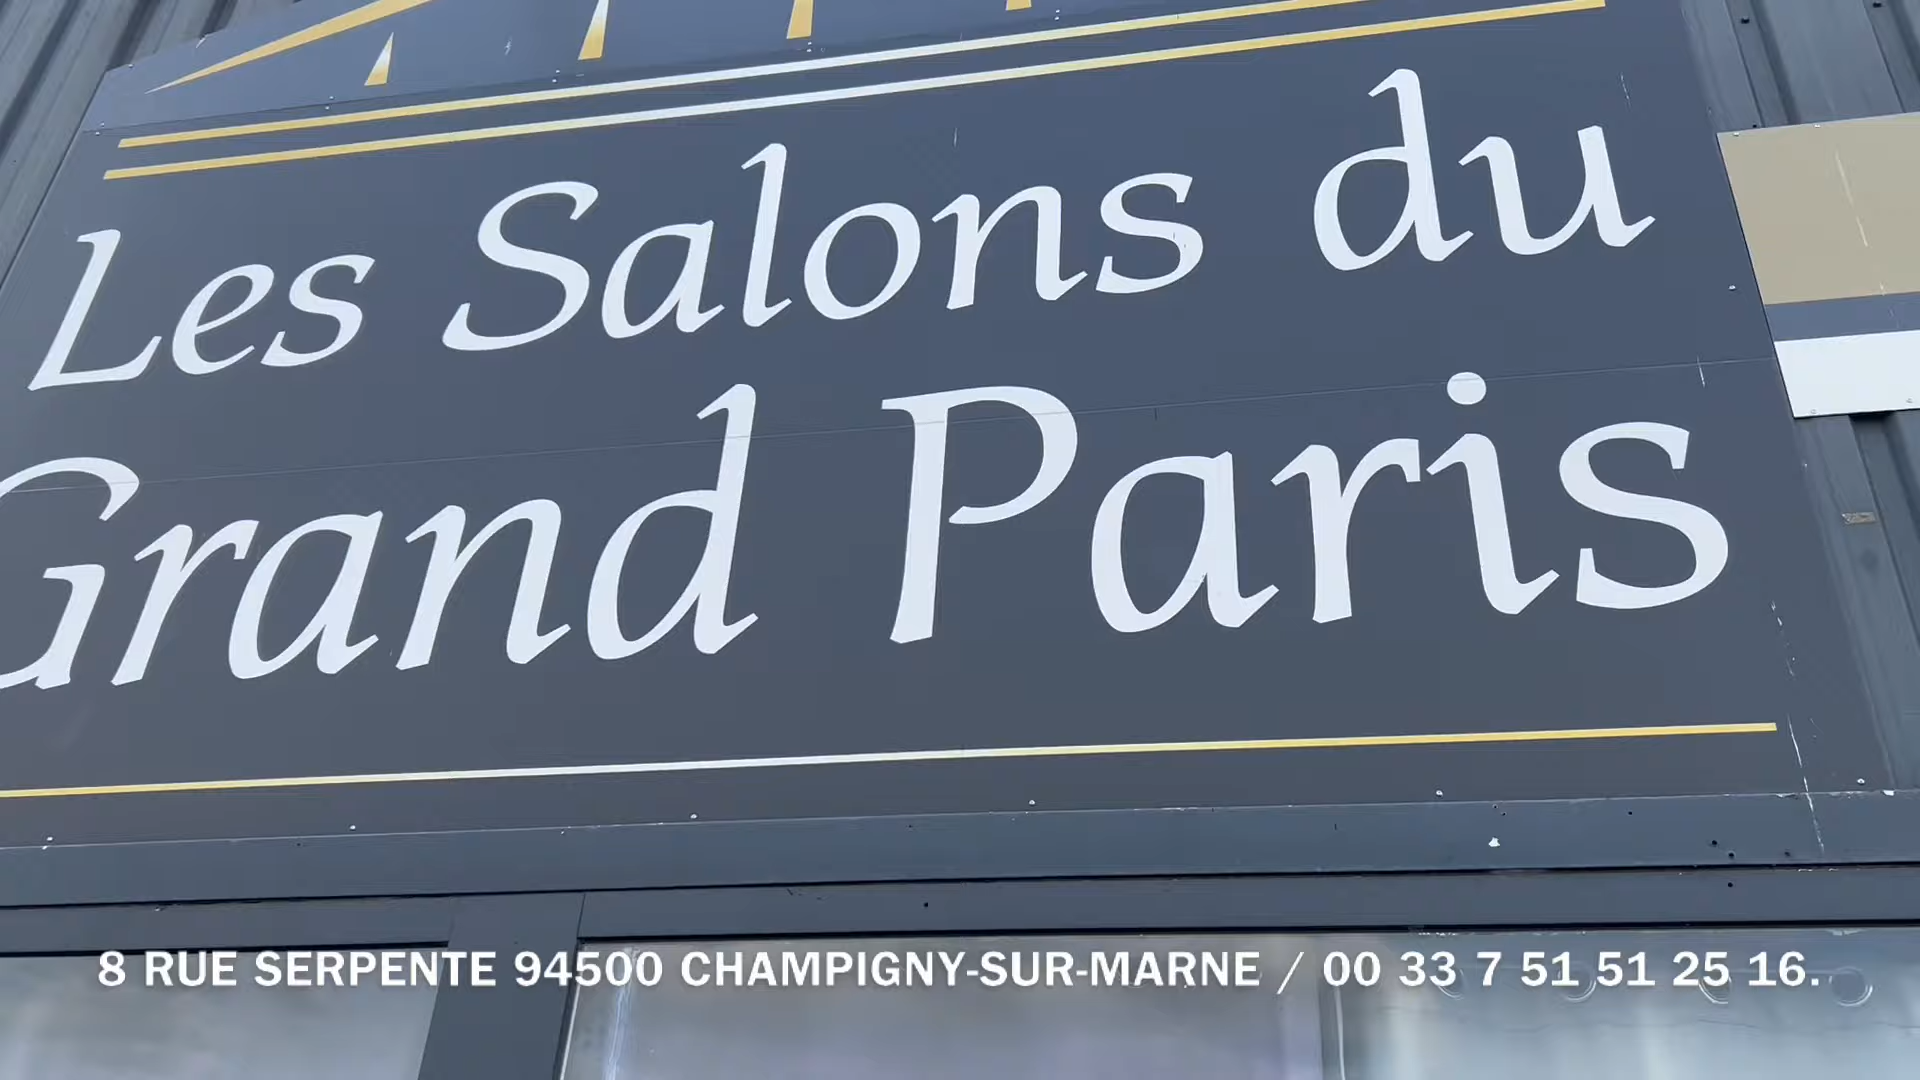 Les Salons du
Grand Paris
8 RUE SERPENTE 94500 CHAMPIGNY-SUR-MARNE / 00 33 7 51 51 25 16.